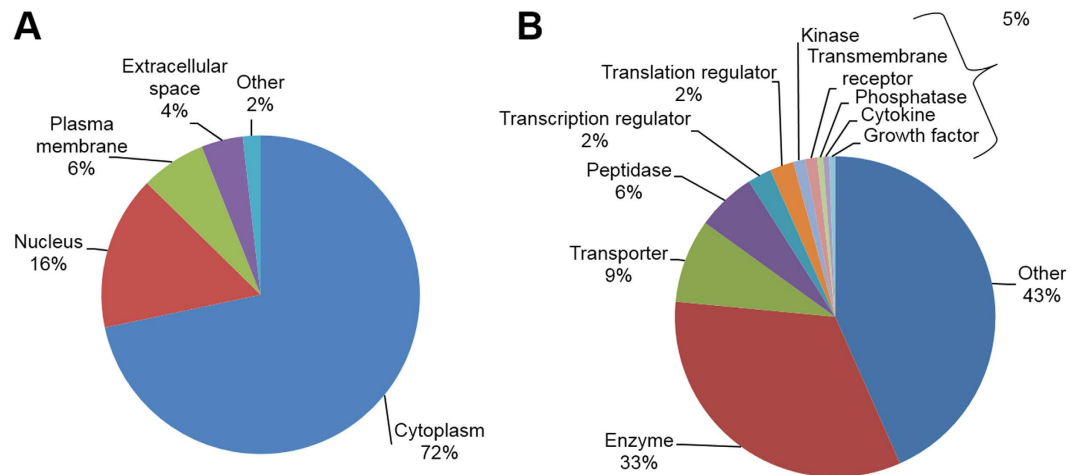 A
Extracellular
space
4%
Other
2%
Plasma
membrane
6%
Nucleus
16%
Cytoplasm
72%
B
5%
Kinase
Transmembrane
receptor
Translation regulator
2%
Phosphatase
Cytokine
Transcription regulator
2%
Growth factor
Peptidase
6%
Transporter
9%
Other
43%
Enzyme
33%